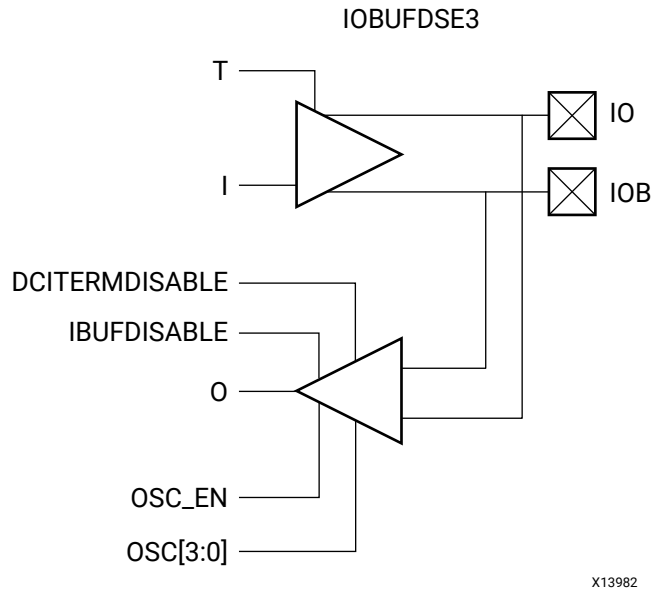 IOBUFDSE3
T
IO
I
IOB
DCITERMDISABLE
IBUFDISABLE
O
OSC_EN
OSC[3:0]
X13982